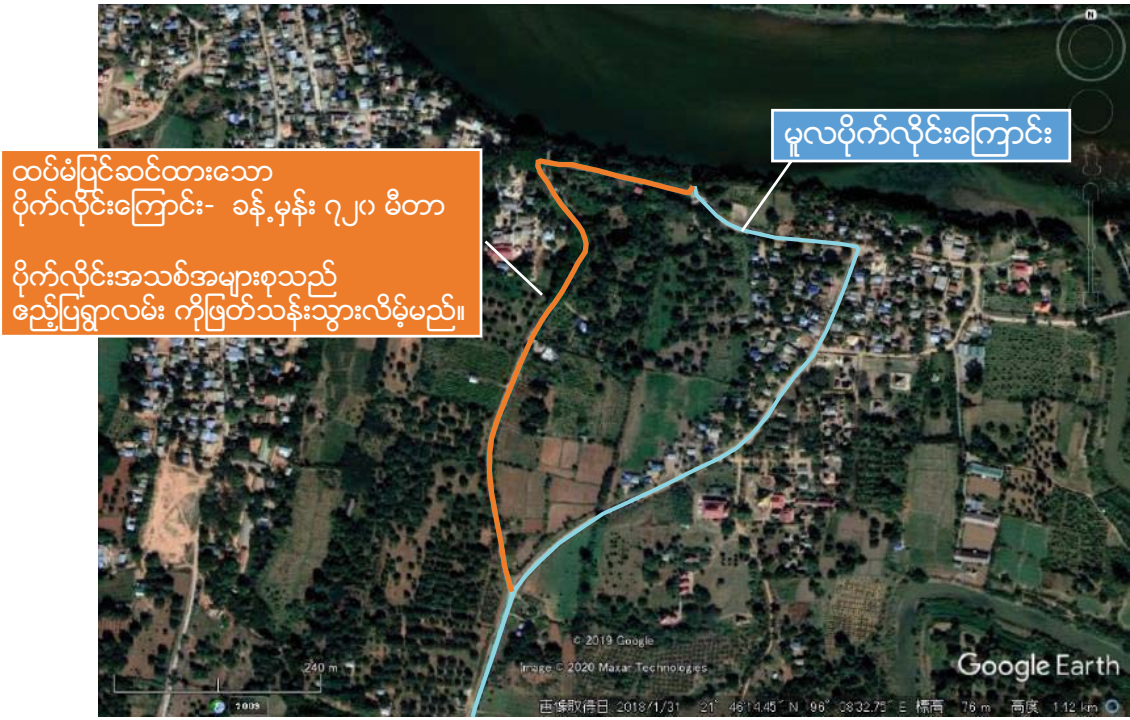 N
မူလပိုက်လိုင်းကြောင်း
ထပ်မံပြင်ဆင်ထားသော
ပိုက်လိုင်းကြောင်း- ခန့်မှန်း ၇၂၀ မီတာ
ပိုက်လိုင်းအသစ်အများစုသည်
ဧည့်ပြရွာလမ်း ကိုဖြတ်သန်းသွားလိမ့်မည်။
© 2019 Google
Image © 2020 Maxar Technologies
240 m
Google Earth
2009
画像取得日 2018/1/31 21° 46'14.45" N 96° 08'32.75" E 標高 76 m 高度 1.12 km